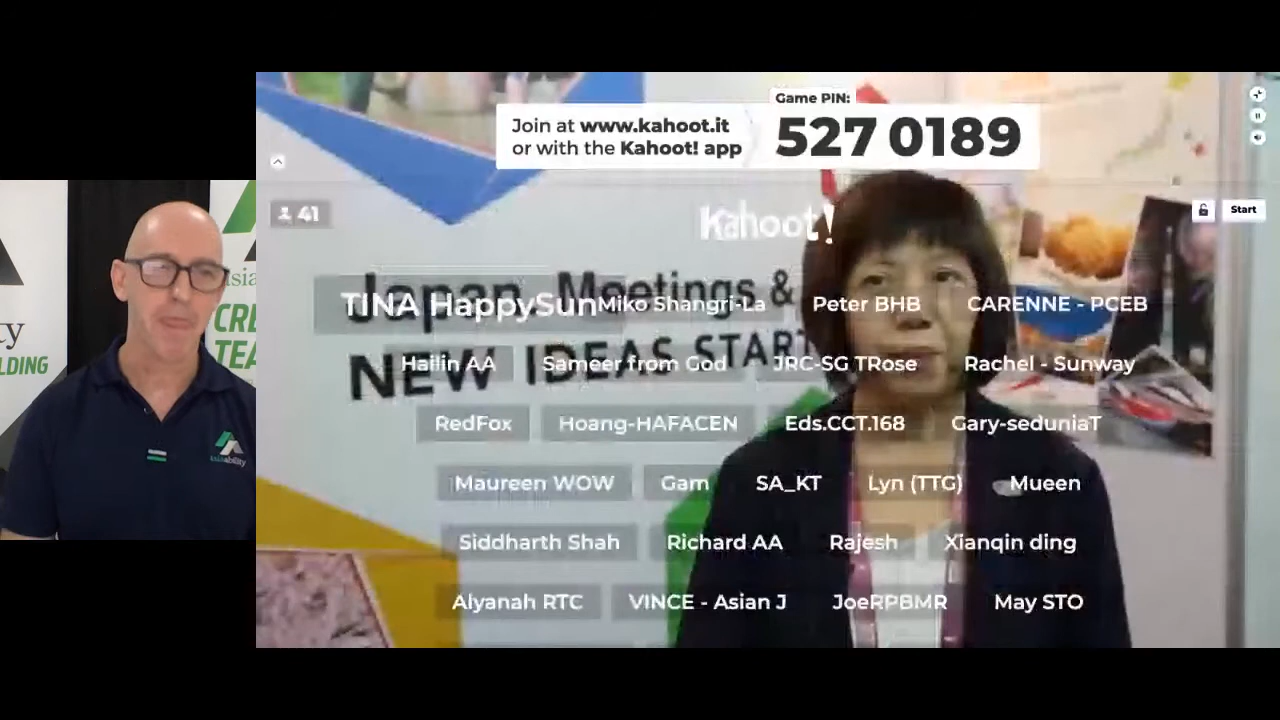 Game PIN:
Join at www.kahoot.it
or with the Kahoot! app
527 0189
41
Kahoot!
Start
Japan Meetings &
NEW IDEAS START
TINA HappySun
Miko Shangri-La
Peter BHB
CARENNE - PCEB
Hailin AA
Sameer from God
JRC-SG TRose
Rachel - Sunway
RedFox
Hoang-HAFACEN
Eds.CCT.168
Gary-seduniaT
Maureen WOW
Gam
SA_KT
Lyn (TTG)
Mueen
Siddharth Shah
Richard AA
Rajesh
Xianqin ding
Alyanah RTC
VINCE - Asian J
JoeRPBMR
May STO
LDING
CRE
TEA
asiaability